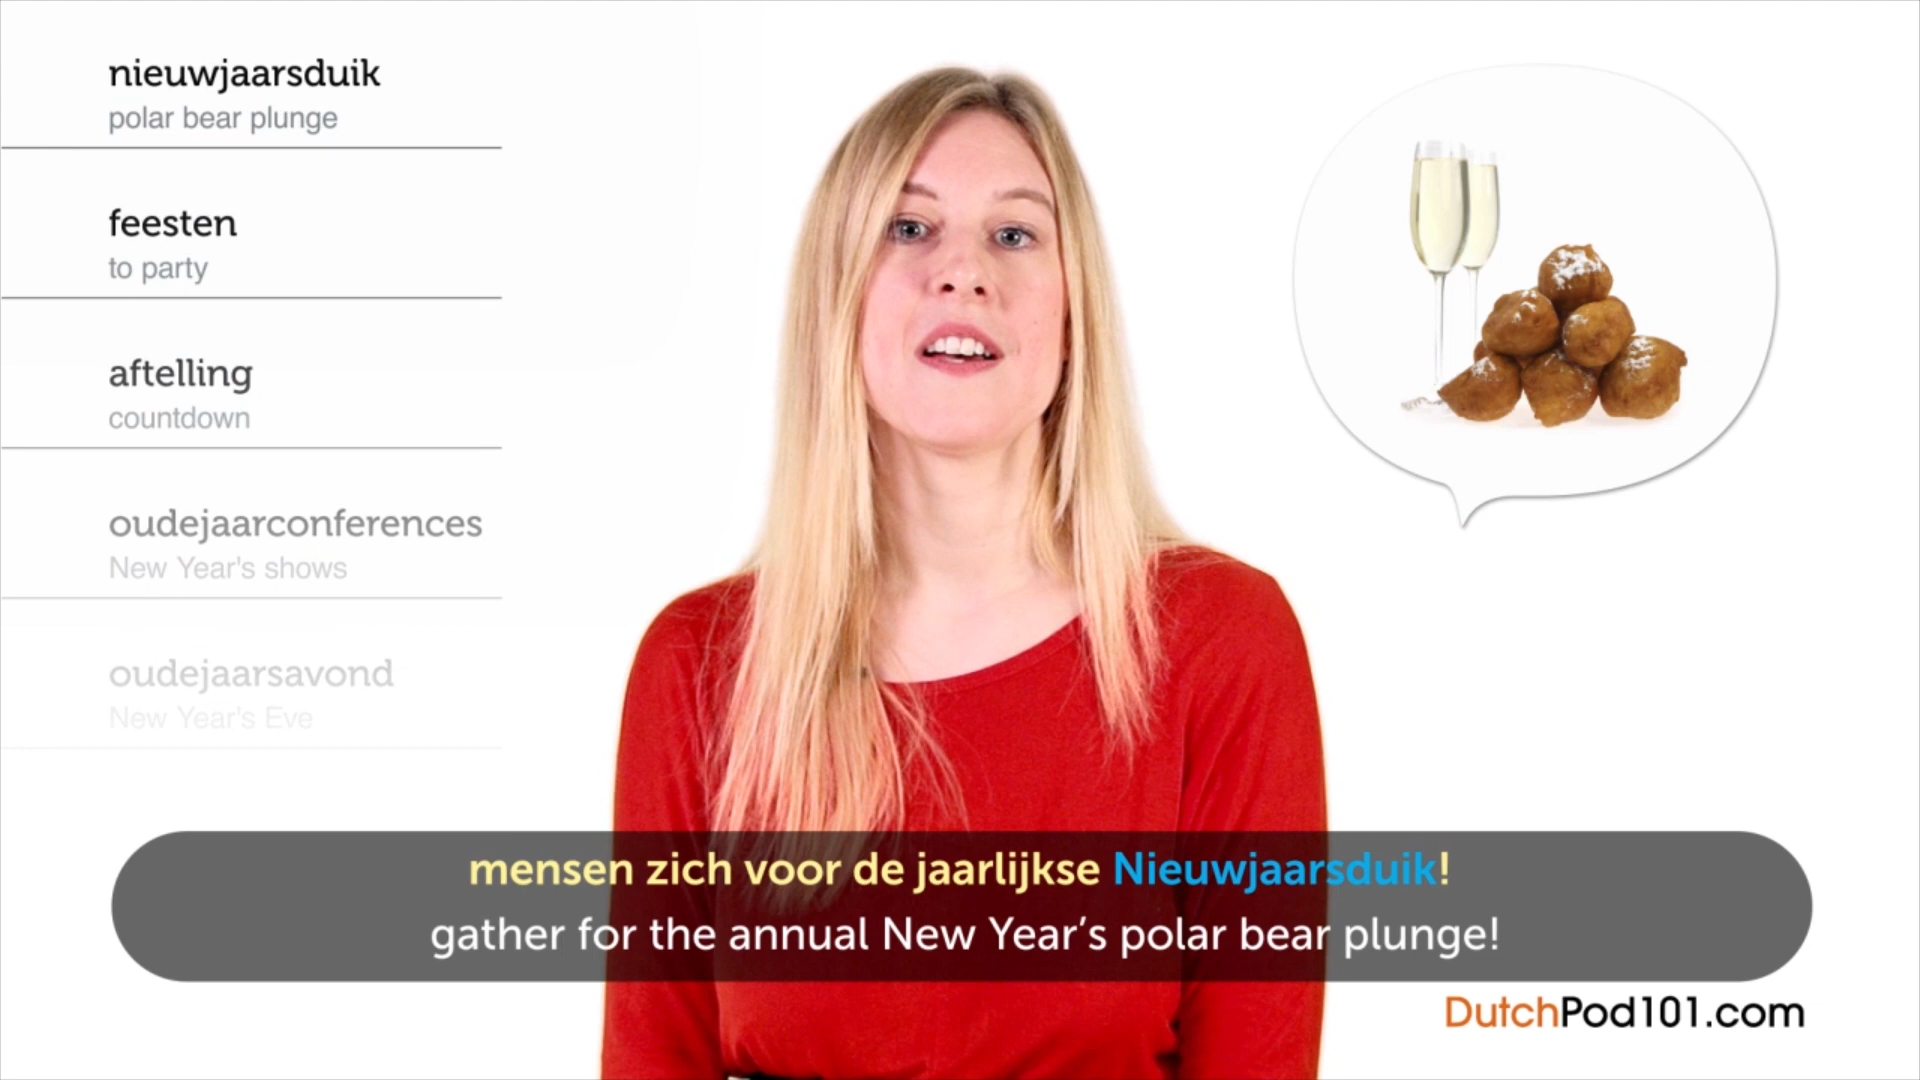 nieuwjaarsduik
polar bear plunge
feesten
to party
aftelling
countdown
oudejaarconferences
New Year's shows
oudejaarsavond
New Year's Eve
mensen zich voor de jaarlijkse Nieuwjaarsduik!
gather for the annual New Year’s polar bear plunge!
DutchPod101.com